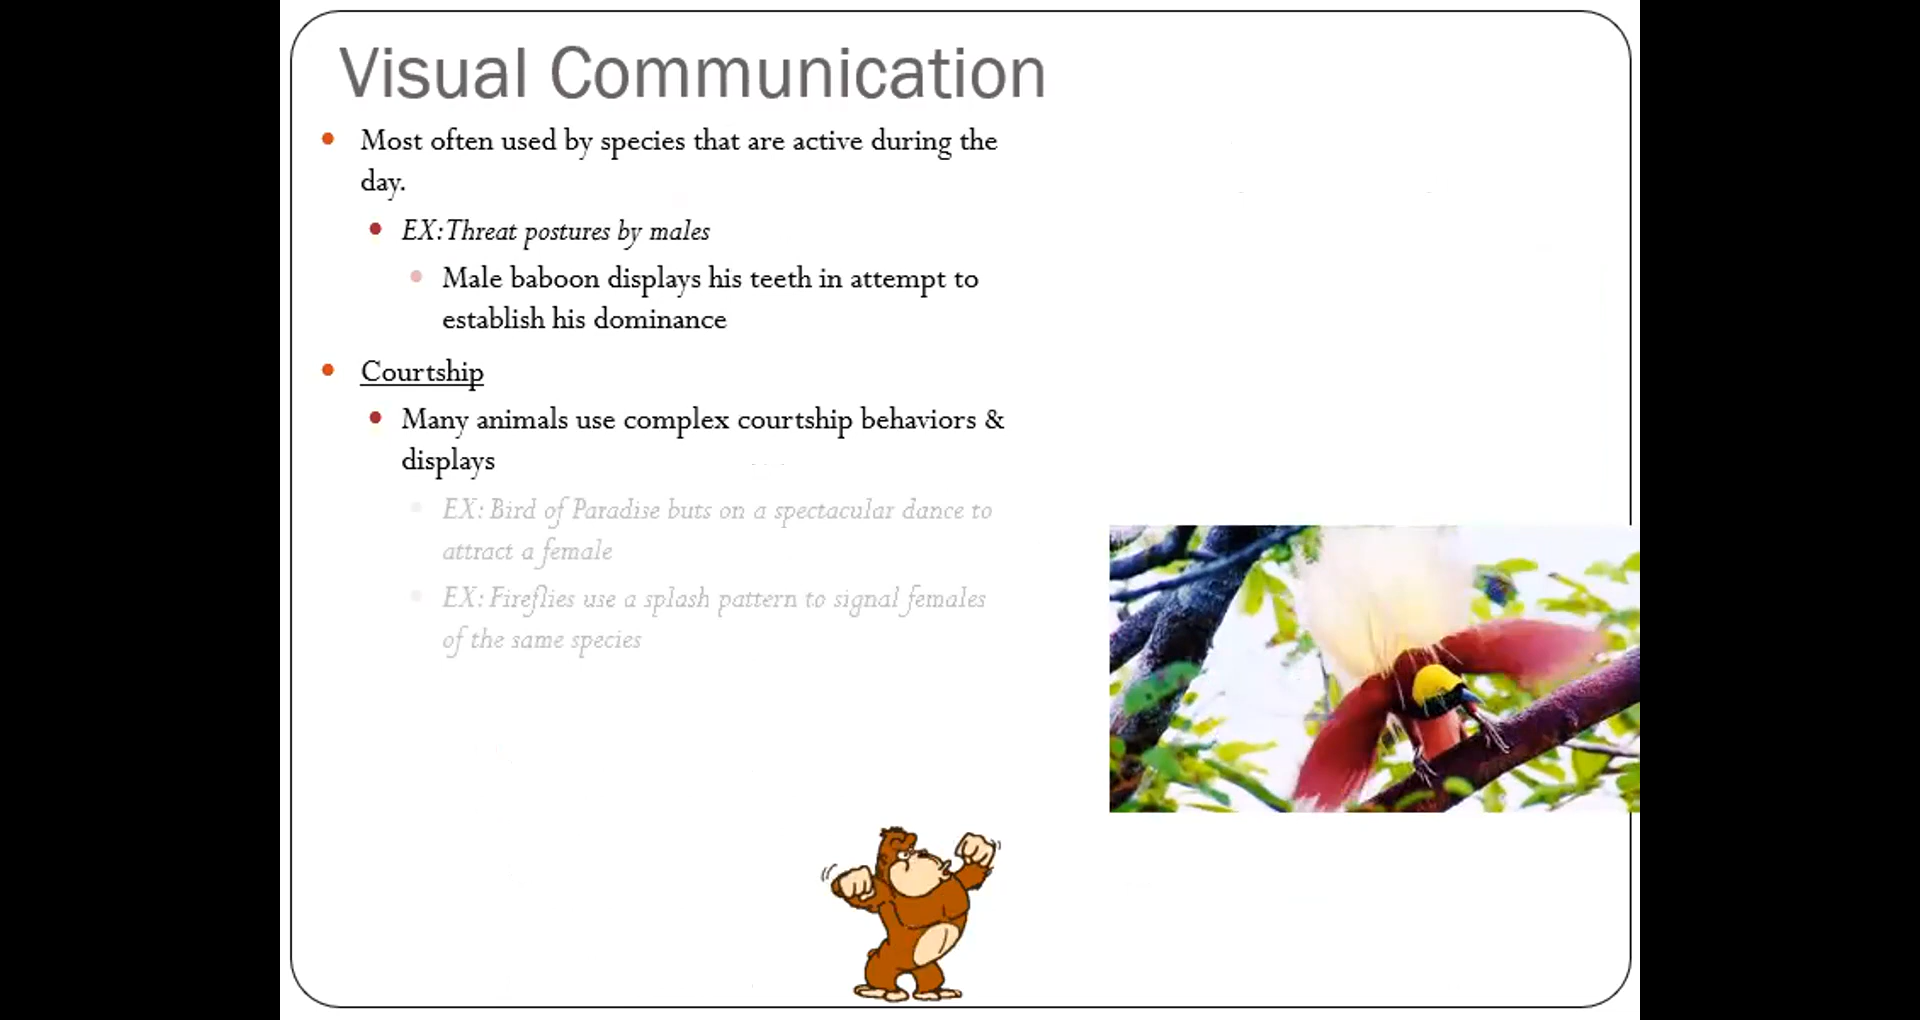 Visual Communication
Most often used by species that are active during the
day.
EX: Threat postures by males
Male baboon displays his teeth in attempt to
establish his dominance
Courtship
Many animals use complex courtship behaviors &
displays
EX: Bird of Paradise buts on a spectacular dance to
attract a female
EX: Fireflies use a splash pattern to signal females
of the same species